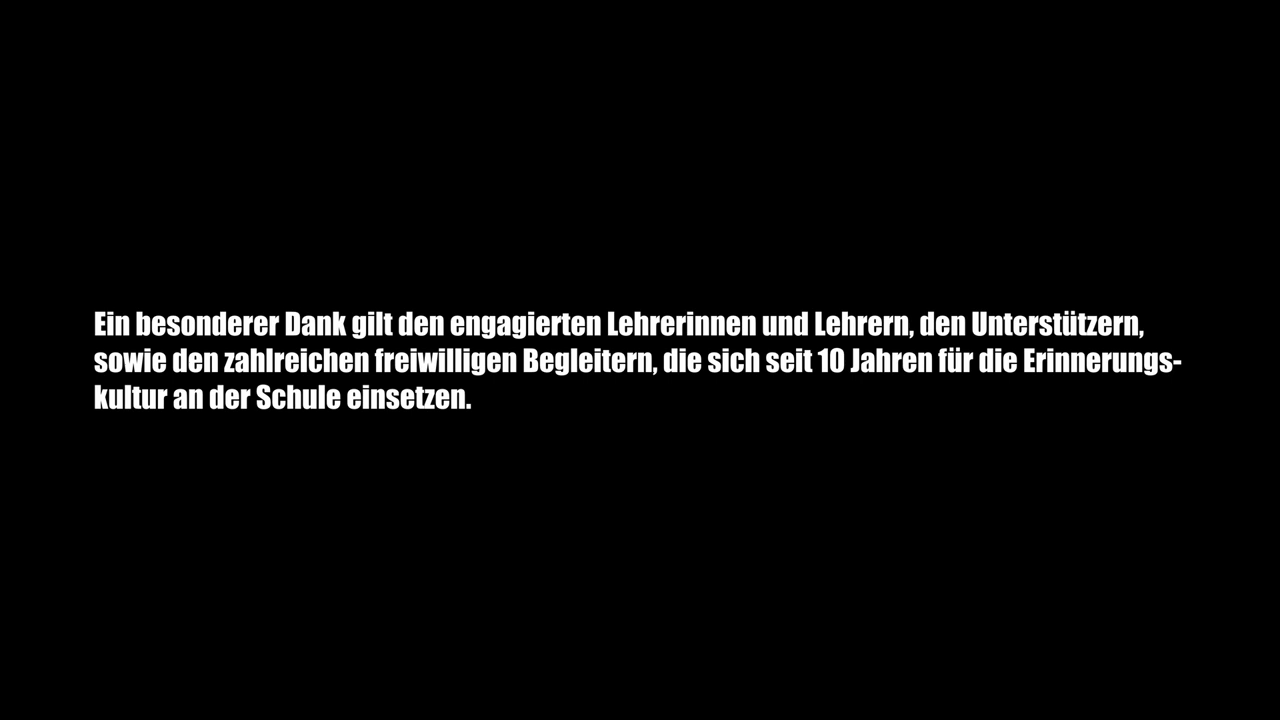 Ein besonderer Dank gilt den engagierten Lehrerinnen und Lehrern, den Unterstützern,
sowie den zahlreichen freiwilligen Begleitern, die sich seit 10 Jahren für die Erinnerungs-
kultur an der Schule einsetzen.